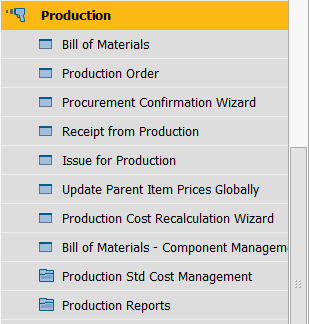 Production
Bill of Materials
Production Order
Procurement Confirmation Wizard
Receipt from Production
Issue for Production
Update Parent Item Prices Globally
Production Cost Recalculation Wizard
Bill of Materials - Component Managem
Production Std Cost Management
Production Reports